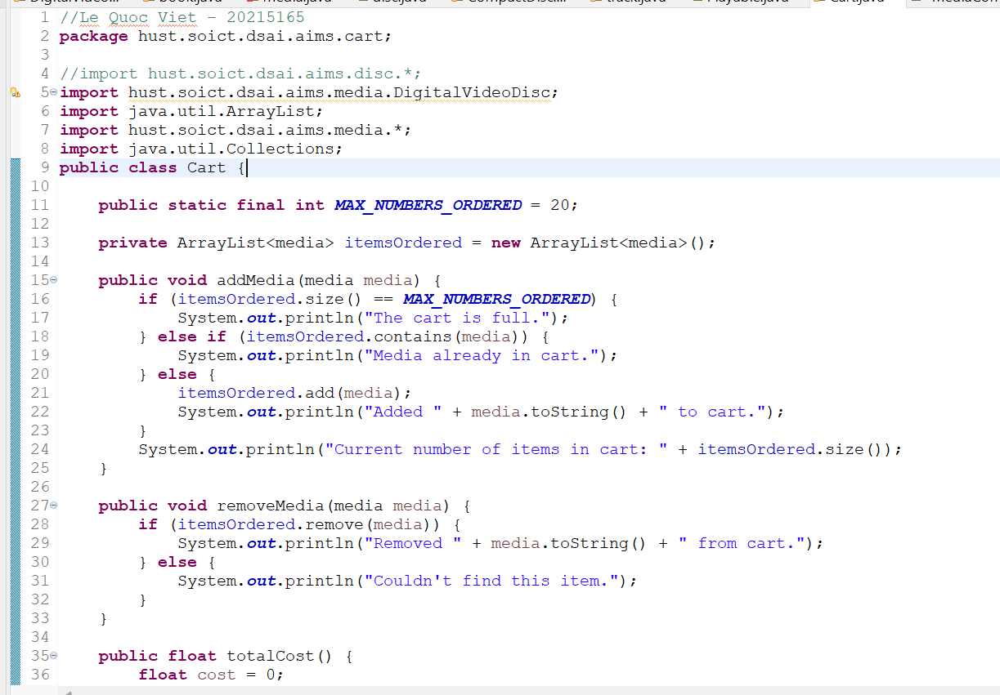 //Le Quoc Viet - 20215165
package hust.soict.dsai.aims.cart;

//import hust.soict.dsai.aims.disc.*;
import hust.soict.dsai.aims.media.DigitalVideoDisc;
import java.util.ArrayList;
import hust.soict.dsai.aims.media.*;
import java.util.Collections;
public class Cart {

    public static final int MAX_NUMBERS_ORDERED = 20;

    private ArrayList<media> itemsOrdered = new ArrayList<media>();

    public void addMedia(media media) {
        if (itemsOrdered.size() == MAX_NUMBERS_ORDERED) {
            System.out.println("The cart is full.");
        } else if (itemsOrdered.contains(media)) {
            System.out.println("Media already in cart.");
        } else {
            itemsOrdered.add(media);
            System.out.println("Added " + media.toString() + " to cart.");
        }
        System.out.println("Current number of items in cart: " + itemsOrdered.size());
    }

    public void removeMedia(media media) {
        if (itemsOrdered.remove(media)) {
            System.out.println("Removed " + media.toString() + " from cart.");
        } else {
            System.out.println("Couldn't find this item.");
        }
    }

    public float totalCost() {
        float cost = 0;